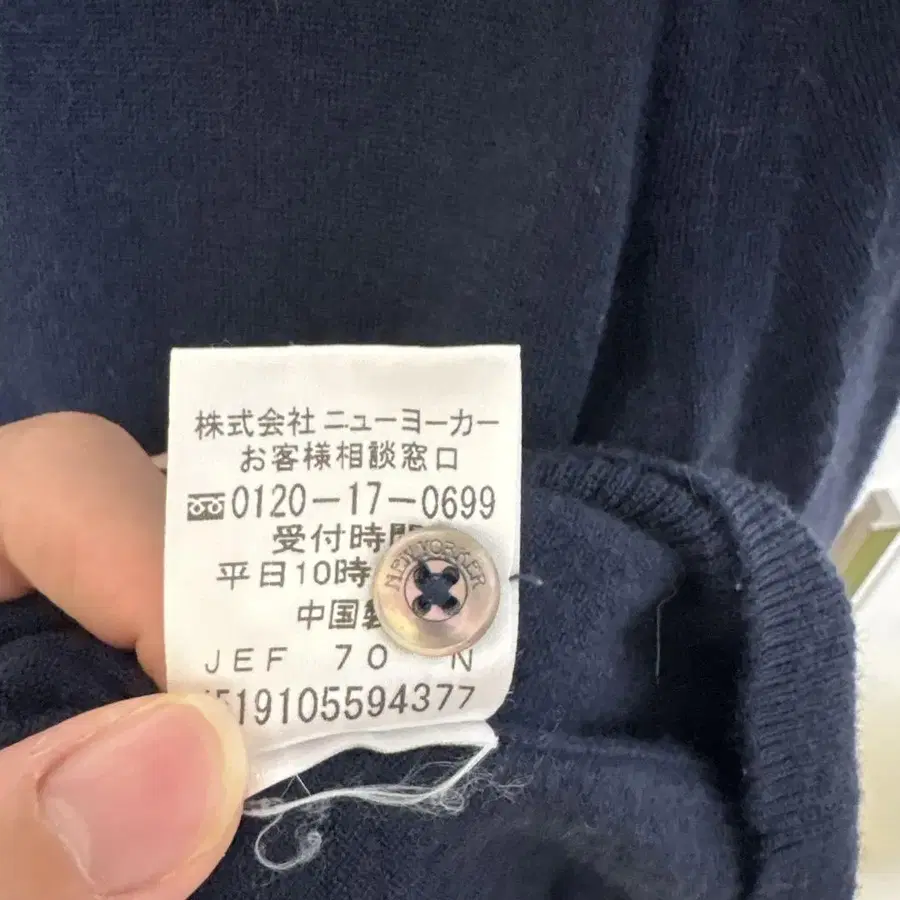 株式会社 ニューヨーカー
お客様相談窓口
0120-17-0699
受付時間
平日10時
中国製
JEF 70 N
19105594377
NEWYORKER